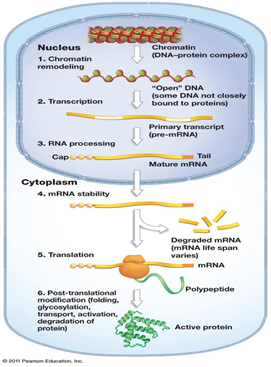 Nucleus
Chromatin
(DNA–protein complex)
1. Chromatin
remodeling
"Open" DNA
(some DNA not closely
bound to proteins)
2. Transcription
Primary transcript
(pre-mRNA)
3. RNA processing
Cap
Tail
Mature mRNA
Cytoplasm
4. mRNA stability
Degraded mRNA
(mRNA life span
varies)
5. Translation
mRNA
Polypeptide
6. Post-translational
modification (folding,
glycosylation,
transport, activation,
degradation of
protein)
Active protein
© 2011 Pearson Education, Inc.